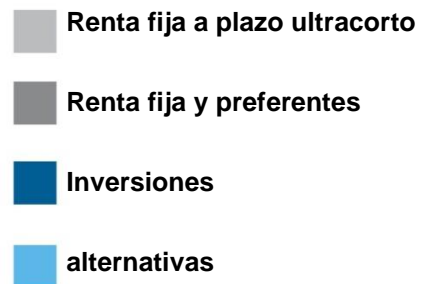 Renta fija a plazo ultracorto
Renta fija y preferentes
Inversiones
alternativas